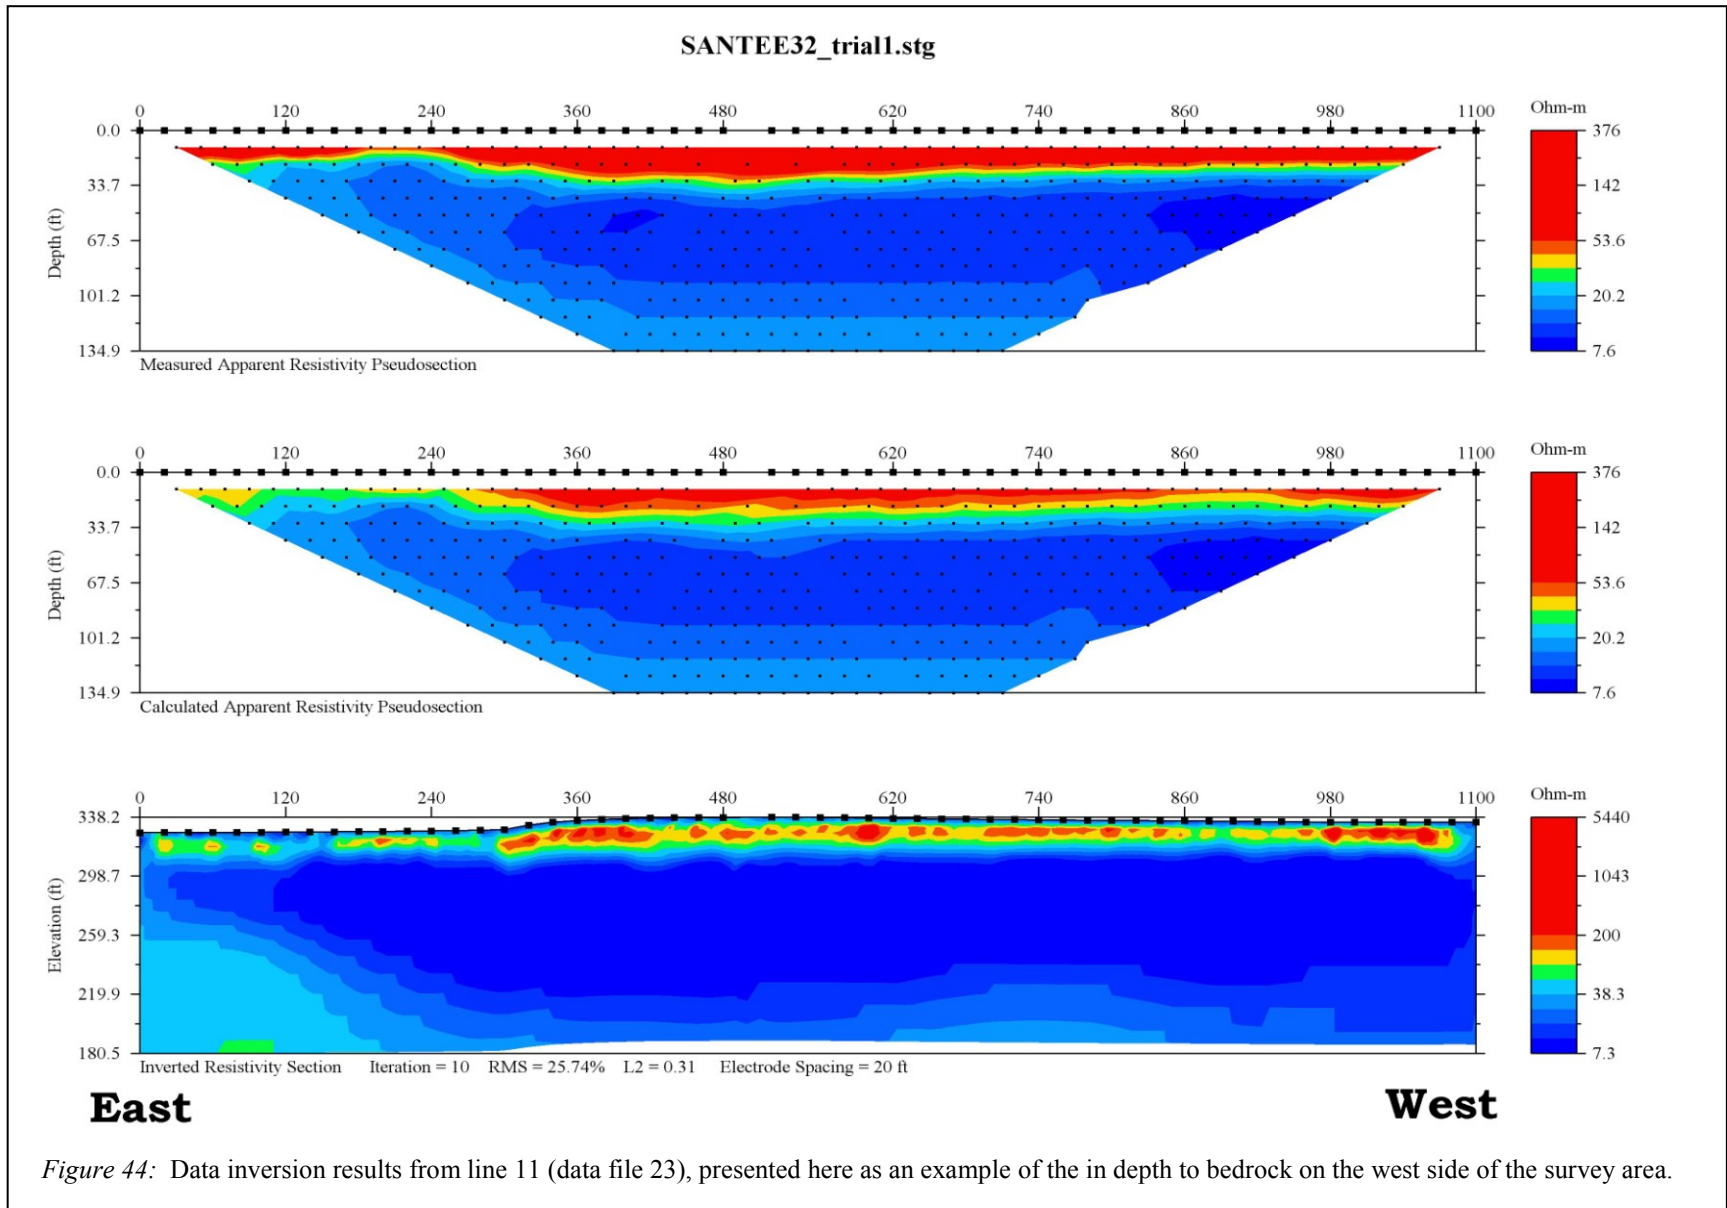 SANTEE32_trial1.stg
0 120 240 360 480 620 740 860 980 1100
Ohm-m
Depth (ft)
0.0
33.7
67.5
101.2
134.9
376
142
53.6
20.2
7.6
Measured Apparent Resistivity Pseudosection
0 120 240 360 480 620 740 860 980 1100
Ohm-m
Depth (ft)
0.0
33.7
67.5
101.2
134.9
376
142
53.6
20.2
7.6
Calculated Apparent Resistivity Pseudosection
0 120 240 360 480 620 740 860 980 1100
Ohm-m
Elevation (ft)
338.2
298.7
259.3
219.9
180.5
5440
1043
200
38.3
7.3
Inverted Resistivity Section Iteration = 10 RMS = 25.74% L2 = 0.31 Electrode Spacing = 20 ft
East West
Figure 44: Data inversion results from line 11 (data file 23), presented here as an example of the in depth to bedrock on the west side of the survey area.